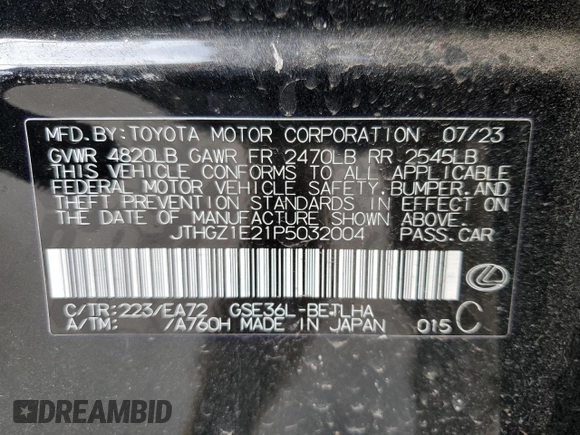 MFD. BY: TOYOTA MOTOR CORPORATION 07/23
GVWR 4820LB GAWR FR 2470LB RR 2545LB
THIS VEHICLE CONFORMS TO ALL APPLICABLE
FEDERAL MOTOR VEHICLE SAFETY, BUMPER, AND
THEFT PREVENTION STANDARDS IN EFFECT ON
THE DATE OF MANUFACTURE SHOWN ABOVE.
JTHGZ1E21P5032004 PASS. CAR
C/TR: 223/EA72 GSE36L-BETLHA
A/TM: /A760H MADE IN JAPAN 015 C
DREAMBID